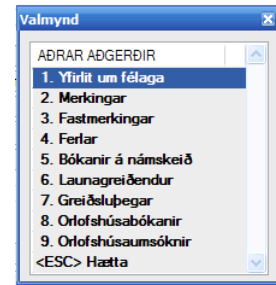 Valmynd
AÐRAR AÐGERÐIR
1. Yfirlit um félaga
2. Merkingar
3. Fastmerkingar
4. Ferlar
5. Bókanir á námskeið
6. Launagreiðendur
7. Greiðsluþegar
8. Orlofshúsabókanir
9. Orlofshúsaumsóknir
<ESC> Hætta